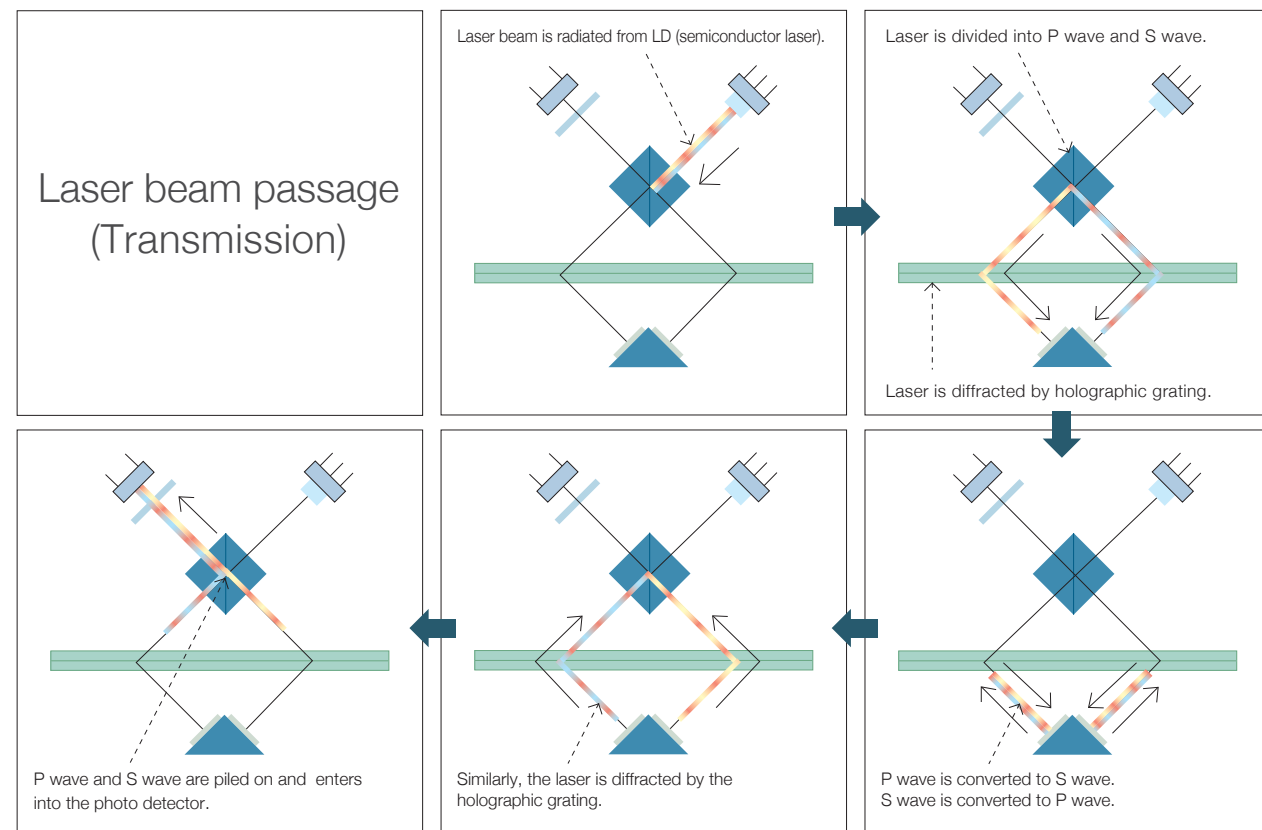 Laser beam passage
(Transmission)
Laser beam is radiated from LD (semiconductor laser).
Laser is divided into P wave and S wave.
Laser is diffracted by holographic grating.
P wave is converted to S wave.
S wave is converted to P wave.
Similarly, the laser is diffracted by the
holographic grating.
P wave and S wave are piled on and enters
into the photo detector.